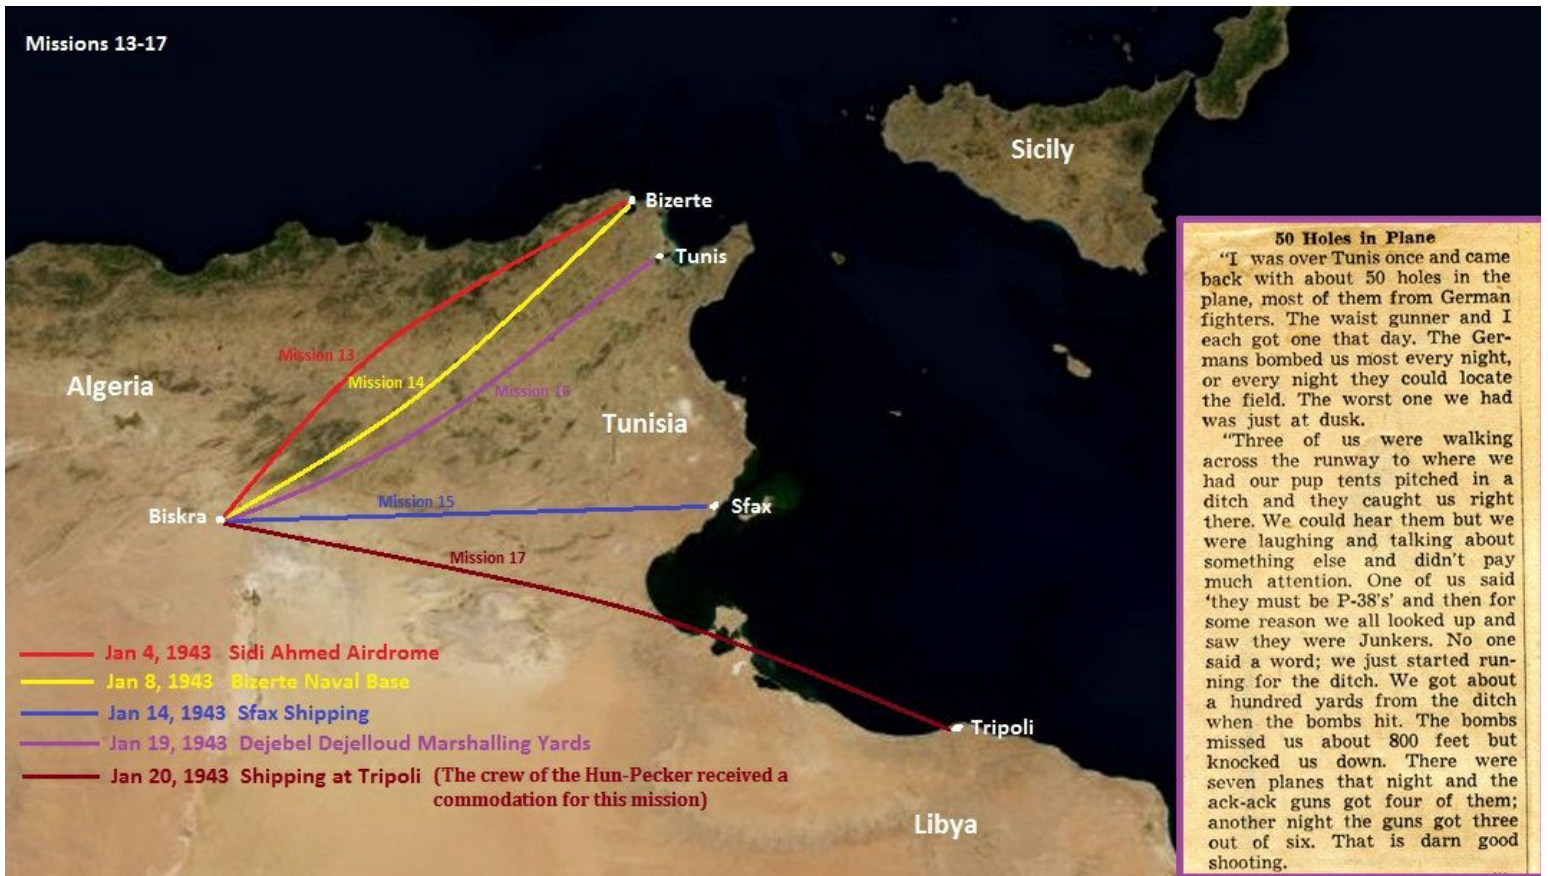 Missions 13-17
Sicily
Bizerte
Tunis
Mission 13
Algeria
Mission 14
Mission 16
Tunisia
Biskra
Mission 15
Sfax
Mission 17
Jan 4, 1943 Sidi Ahmed Airdrome
Jan 8, 1943 Bizerte Naval Base
Jan 14, 1943 Sfax Shipping
Jan 19, 1943 Dejebel Dejelloud Marshalling Yards
Jan 20, 1943 Shipping at Tripoli (The crew of the Hun-Pecker received a
commodation for this mission)
Tripoli
Libya
50 Holes in Plane
"I was over Tunis once and came
back with about 50 holes in the
plane, most of them from German
fighters. The waist gunner and I
each got one that day. The Ger-
mans bombed us most every night,
or every night they could locate
the field. The worst one we had
was just at dusk.
"Three of us were walking
across the runway to where we
had our pup tents pitched in a
ditch and they caught us right
there. We could hear them but we
were laughing and talking about
something else and didn't pay
much attention. One of us said
'they must be P-38's' and then for
some reason we all looked up and
saw they were Junkers. No one
said a word; we just started run-
ning for the ditch. We got about
a hundred yards from the ditch
when the bombs hit. The bombs
missed us about 800 feet but
knocked us down. There were
seven planes that night and the
ack-ack guns got four of them;
another night the guns got three
out of six. That is darn good
shooting.